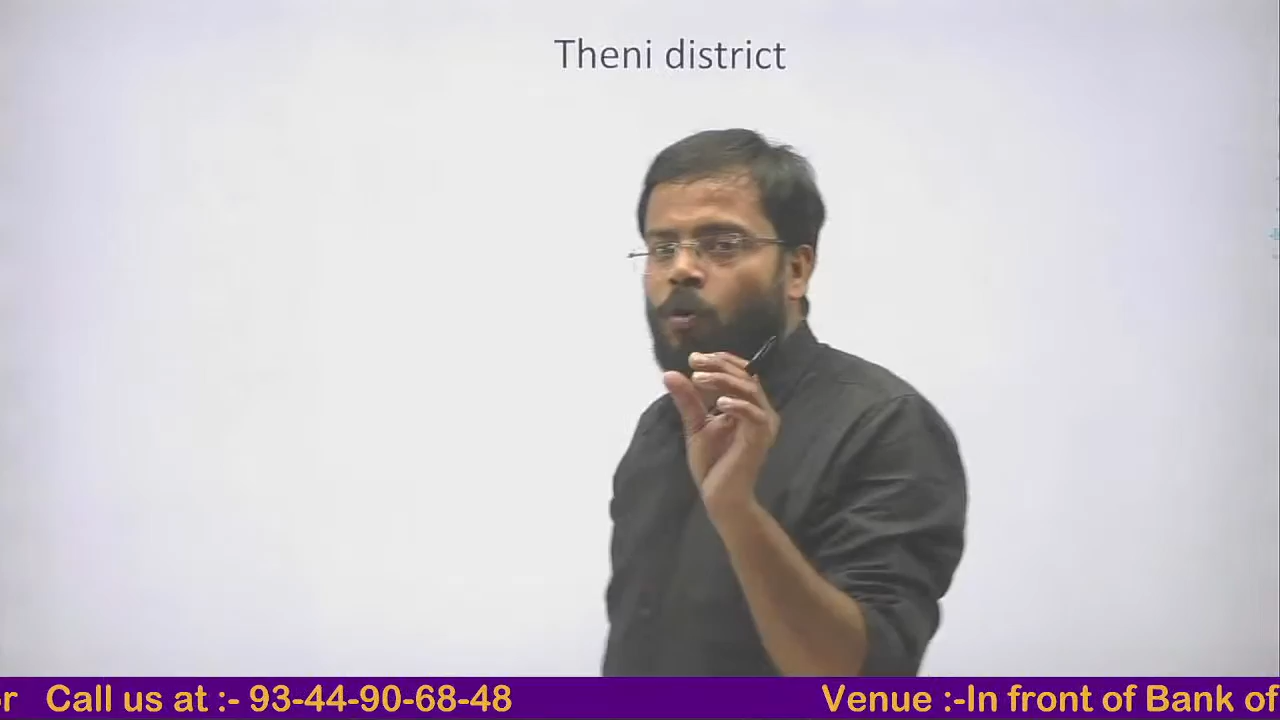 Theni district
r Call us at :- 93-44-90-68-48 Venue :-In front of Bank of